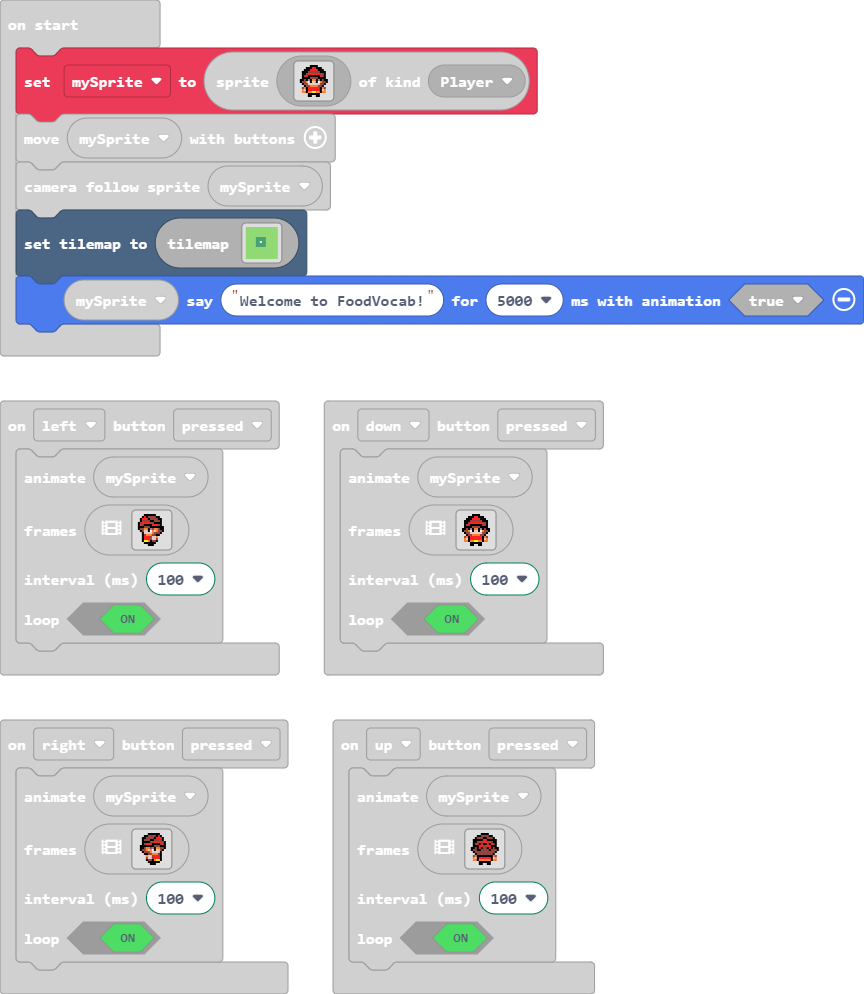 on start
set mySprite to sprite of kind Player
move mySprite with buttons
camera follow sprite mySprite
set tilemap to tilemap
mySprite say "Welcome to FoodVocab!" for 5000 ms with animation true
on left button pressed
animate mySprite
frames
interval (ms) 100
loop ON
on down button pressed
animate mySprite
frames
interval (ms) 100
loop ON
on right button pressed
animate mySprite
frames
interval (ms) 100
loop ON
on up button pressed
animate mySprite
frames
interval (ms) 100
loop ON